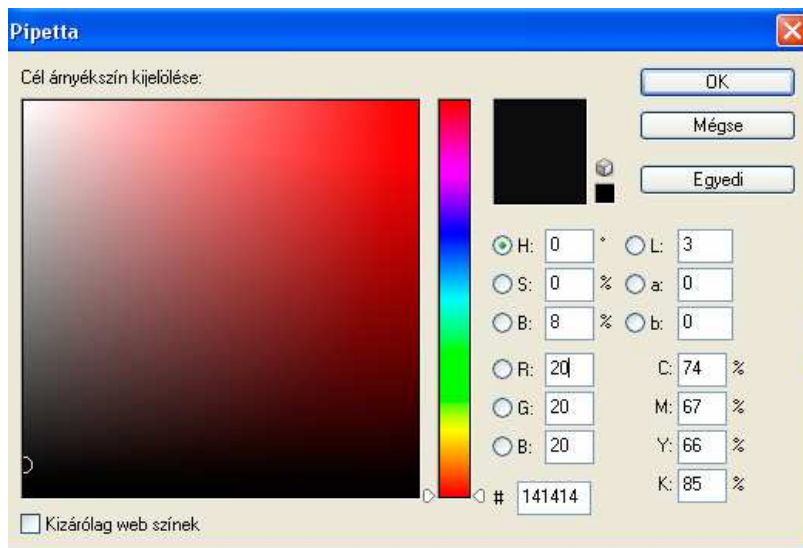 Pipetta
Cél árnyékszín kijelölése:
OK
Mégse
Egyedi
H: 0 ° L: 3
S: 0 % a: 0
B: 8 % b: 0
R: 20 C: 74 %
G: 20 M: 67 %
B: 20 Y: 66 %
# 141414 K: 85 %
Kizárólag web színek